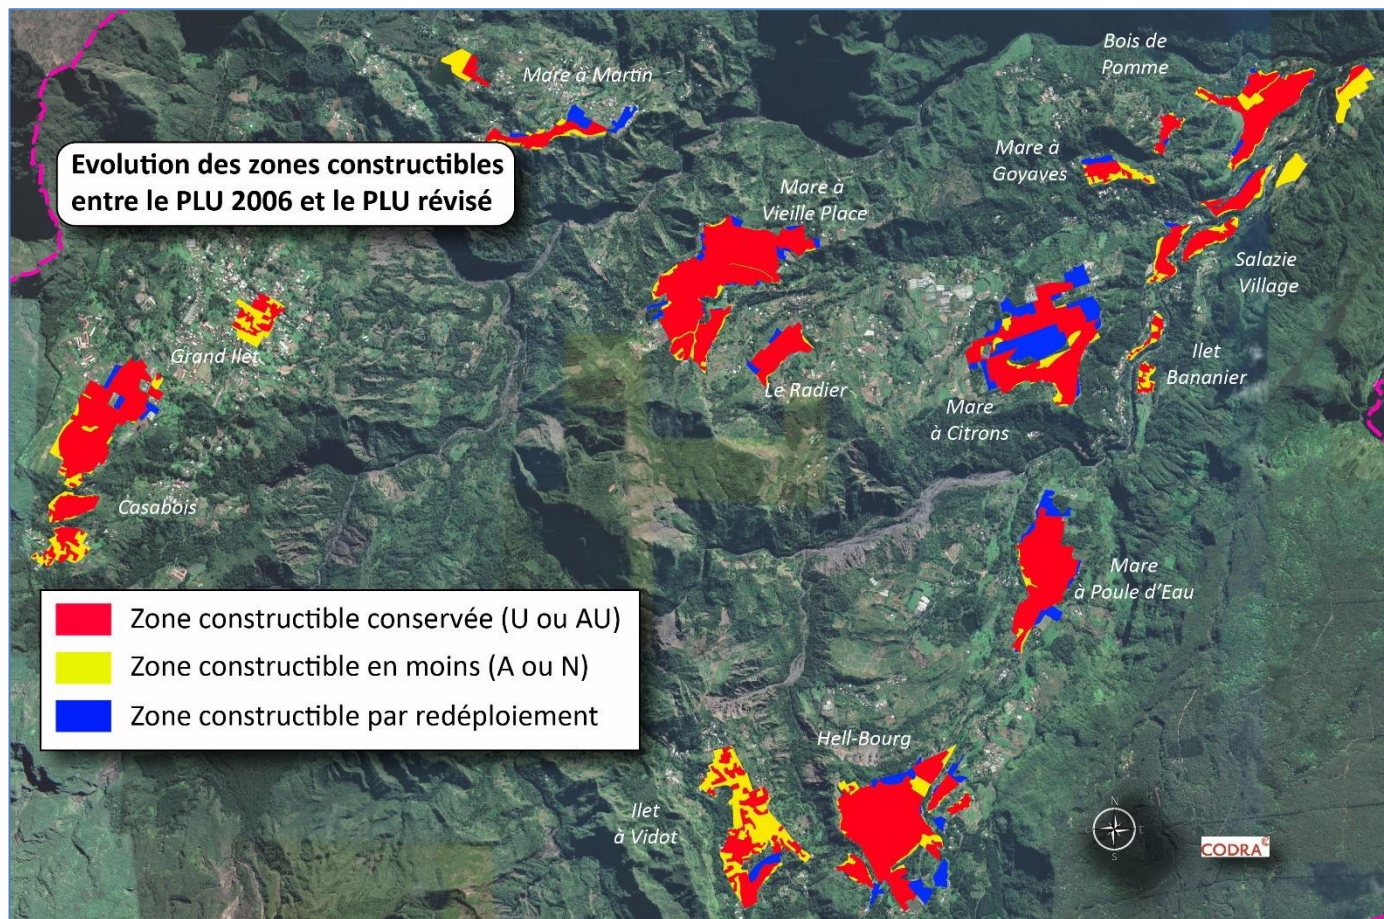 Evolution des zones constructibles
entre le PLU 2006 et le PLU révisé
Mare à Martin
Bois de
Pomme
Mare à
Goyaves
Mare à
Vieille Place
Salazie
Village
Grand Ilet
Le Radier
Ilet
Bananier
Mare
à Citrons
Casabois
Mare
à Poule d'Eau
Zone constructible conservée (U ou AU)
Zone constructible en moins (A ou N)
Zone constructible par redéploiement
Hell-Bourg
Ilet
à Vidot
N
E
S
CODRA